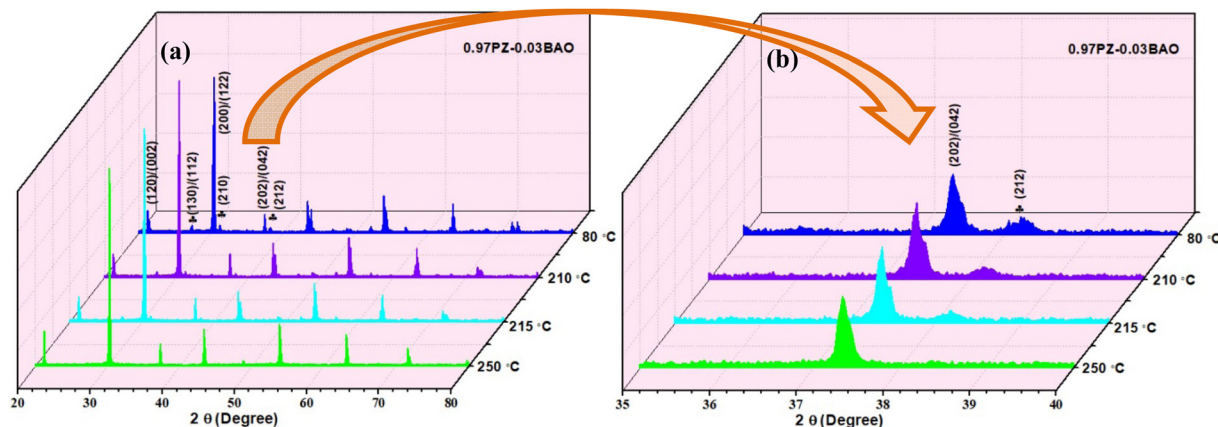 (a)
0.97PZ-0.03BAO
(120)/(002)
♣(130)/(112)
(200)/(122)
♣(210)
(202)/(042)
♣(212)
80 °C
210 °C
215 °C
250 °C
20 30 40 50 60 70 80
2 θ (Degree)
(b)
0.97PZ-0.03BAO
(202)/(042)
♣(212)
80 °C
210 °C
215 °C
250 °C
35 36 37 38 39 40
2 θ (Degree)